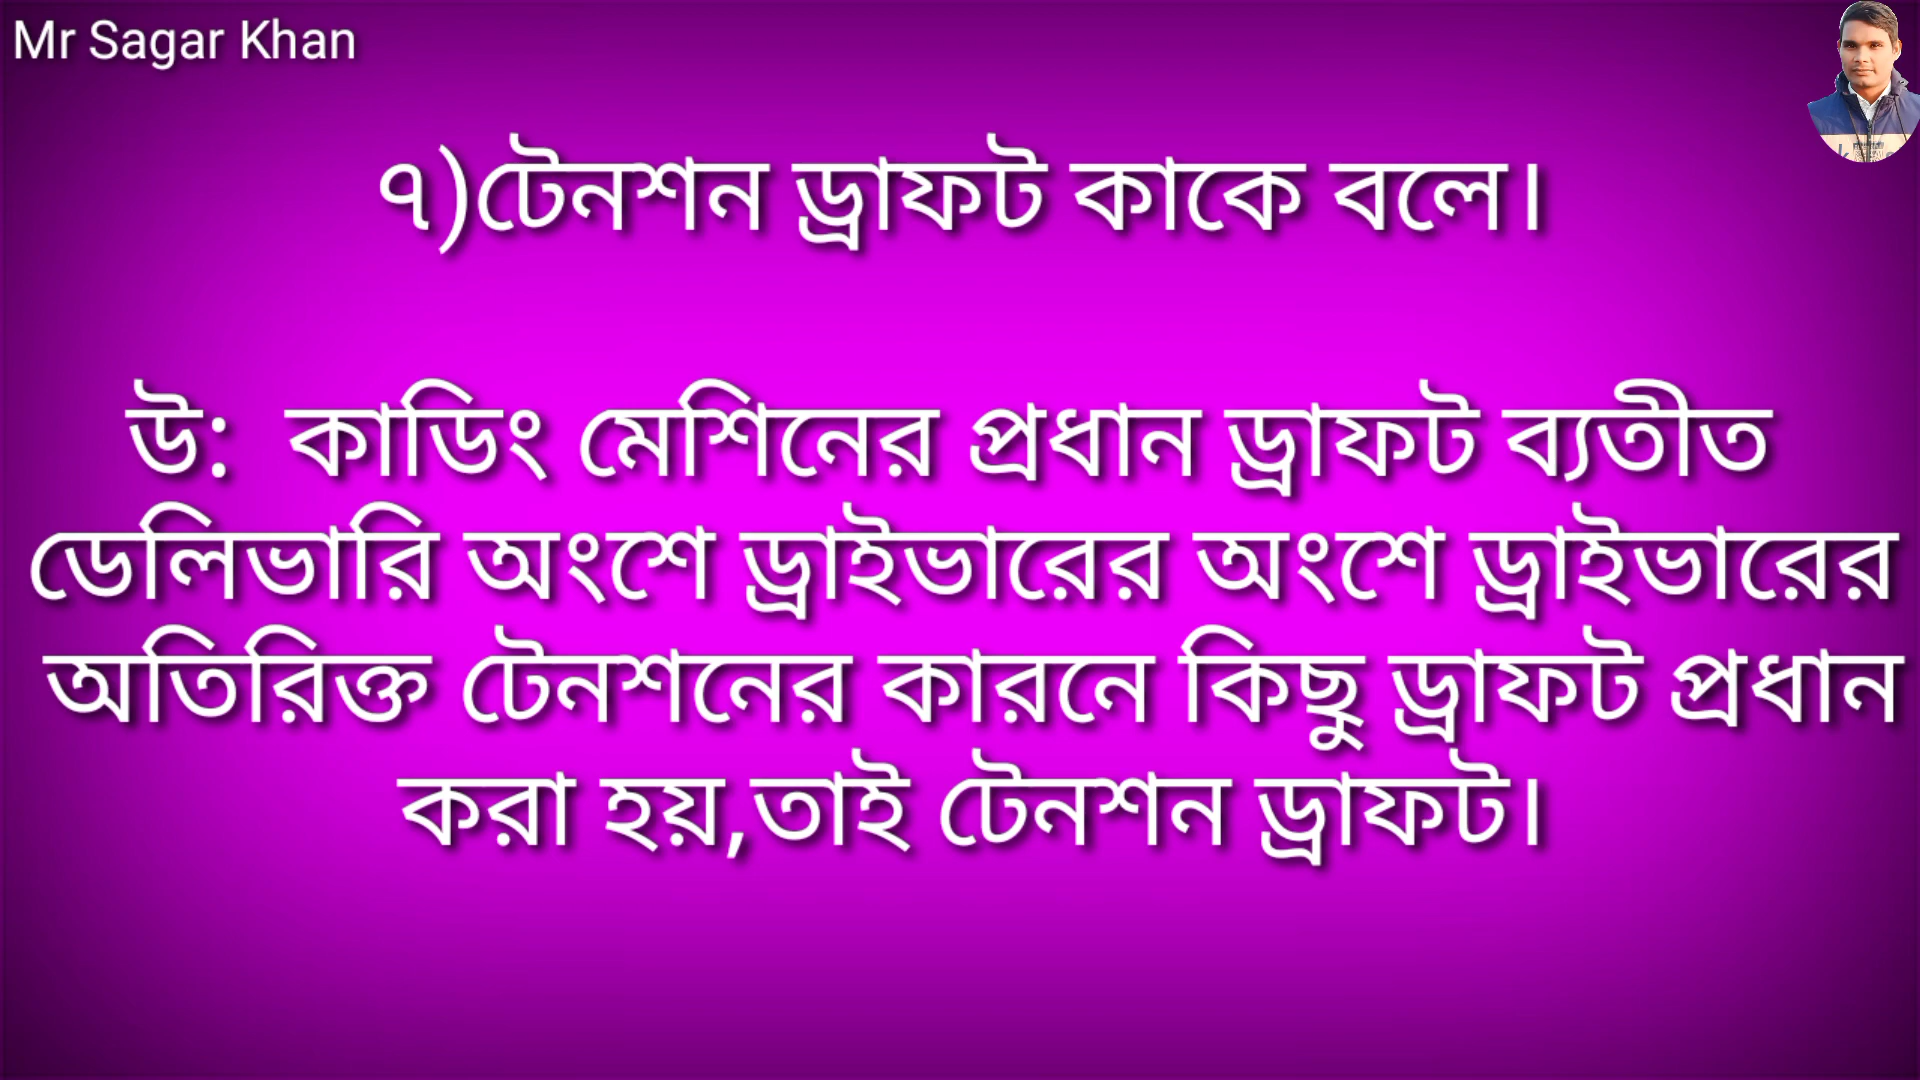 Mr Sagar Khan
৭)টেনশন ড্রাফট কাকে বলে।
উ: কাডিং মেশিনের প্রধান ড্রাফট ব্যতীত
ডেলিভারি অংশে ড্রাইভারের অংশে ড্রাইভারের
অতিরিক্ত টেনশনের কারনে কিছু ড্রাফট প্রধান
করা হয়,তাই টেনশন ড্রাফট।